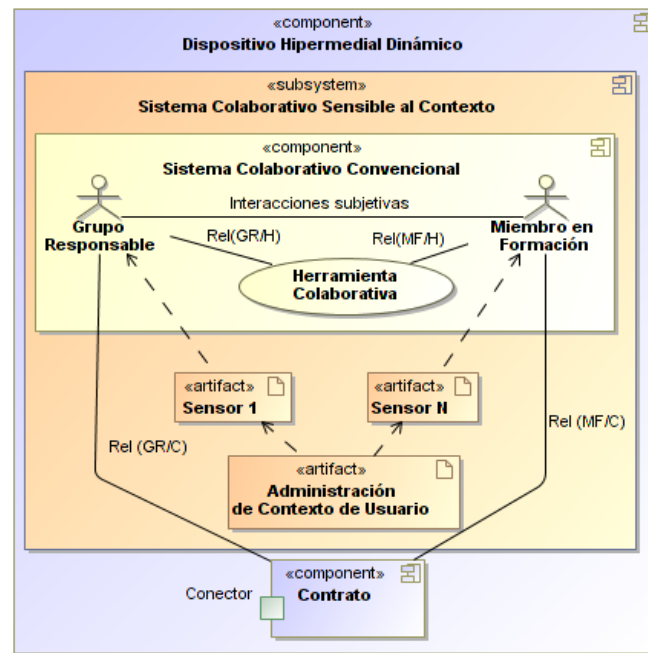 «component»
Dispositivo Hipermedial Dinámico
«subsystem»
Sistema Colaborativo Sensible al Contexto
«component»
Sistema Colaborativo Convencional
Interacciones subjetivas
Grupo
Responsable
Miembro en
Formación
Rel(GR/H)
Rel(MF/H)
Herramienta
Colaborativa
«artifact»
Sensor 1
«artifact»
Sensor N
Rel (GR/C)
Rel (MF/C)
«artifact»
Administración
de Contexto de Usuario
«component»
Contrato
Conector